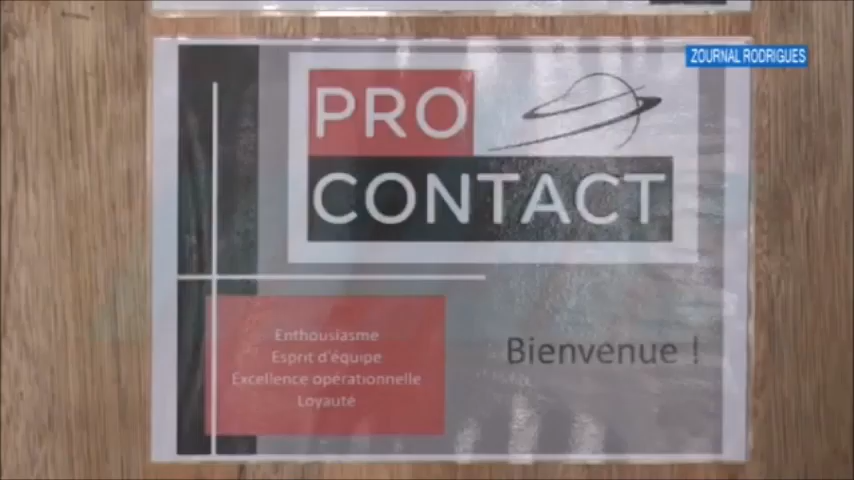 ZOURNAL RODRIGUES
PRO
CONTACT
Enthousiasme
Esprit d'équipe
Excellence opérationnelle
Loyauté
Bienvenue !